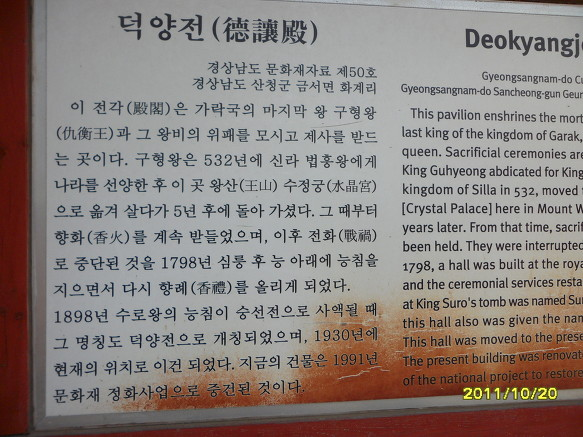 덕양전(德讓殿)
경상남도 문화재자료 제50호
경상남도 산청군 금서면 화계리
이 전각(殿閣)은 가락국의 마지막 왕 구형왕
(仇衡王)과 그 왕비의 위패를 모시고 제사를 받드
는 곳이다. 구형왕은 532년에 신라 법흥왕에게
나라를 선양한 후 이 곳 왕산(王山) 수정궁(水晶宮)
으로 옮겨 살다가 5년 후에 돌아 가셨다. 그 때부터
향화(香火)를 계속 받들었으며, 이후 전화(戰禍)
로 중단된 것을 1798년 심릉 후 능 아래에 능침을
지으면서 다시 향례(香禮)를 올리게 되었다.
1898년 수로왕의 능침이 숭선전으로 사액될 때
그 명칭도 덕양전으로 개칭되었으며, 1930년에
현재의 위치로 이건 되었다. 지금의 건물은 1991년
문화재 정화사업으로 중건된 것이다.
Deokyangj
Gyeongsangnam-do Cu
Gyeongsangnam-do Sancheong-gun Geu
This pavilion enshrines the mort
last king of the kingdom of Garak,
queen. Sacrificial ceremonies are
King Guhyeong abdicated for King
kingdom of Silla in 532, moved t
[Crystal Palace] here in Mount W
years later. From that time, sacrif
been held. They were interrupted
1798, a hall was built at the roya
and the ceremonial services resta
at King Suro's tomb was named Su
this hall also was given the nam
This hall was moved to the prese
The present building was renovat
of the national project to restore
2011/10/20